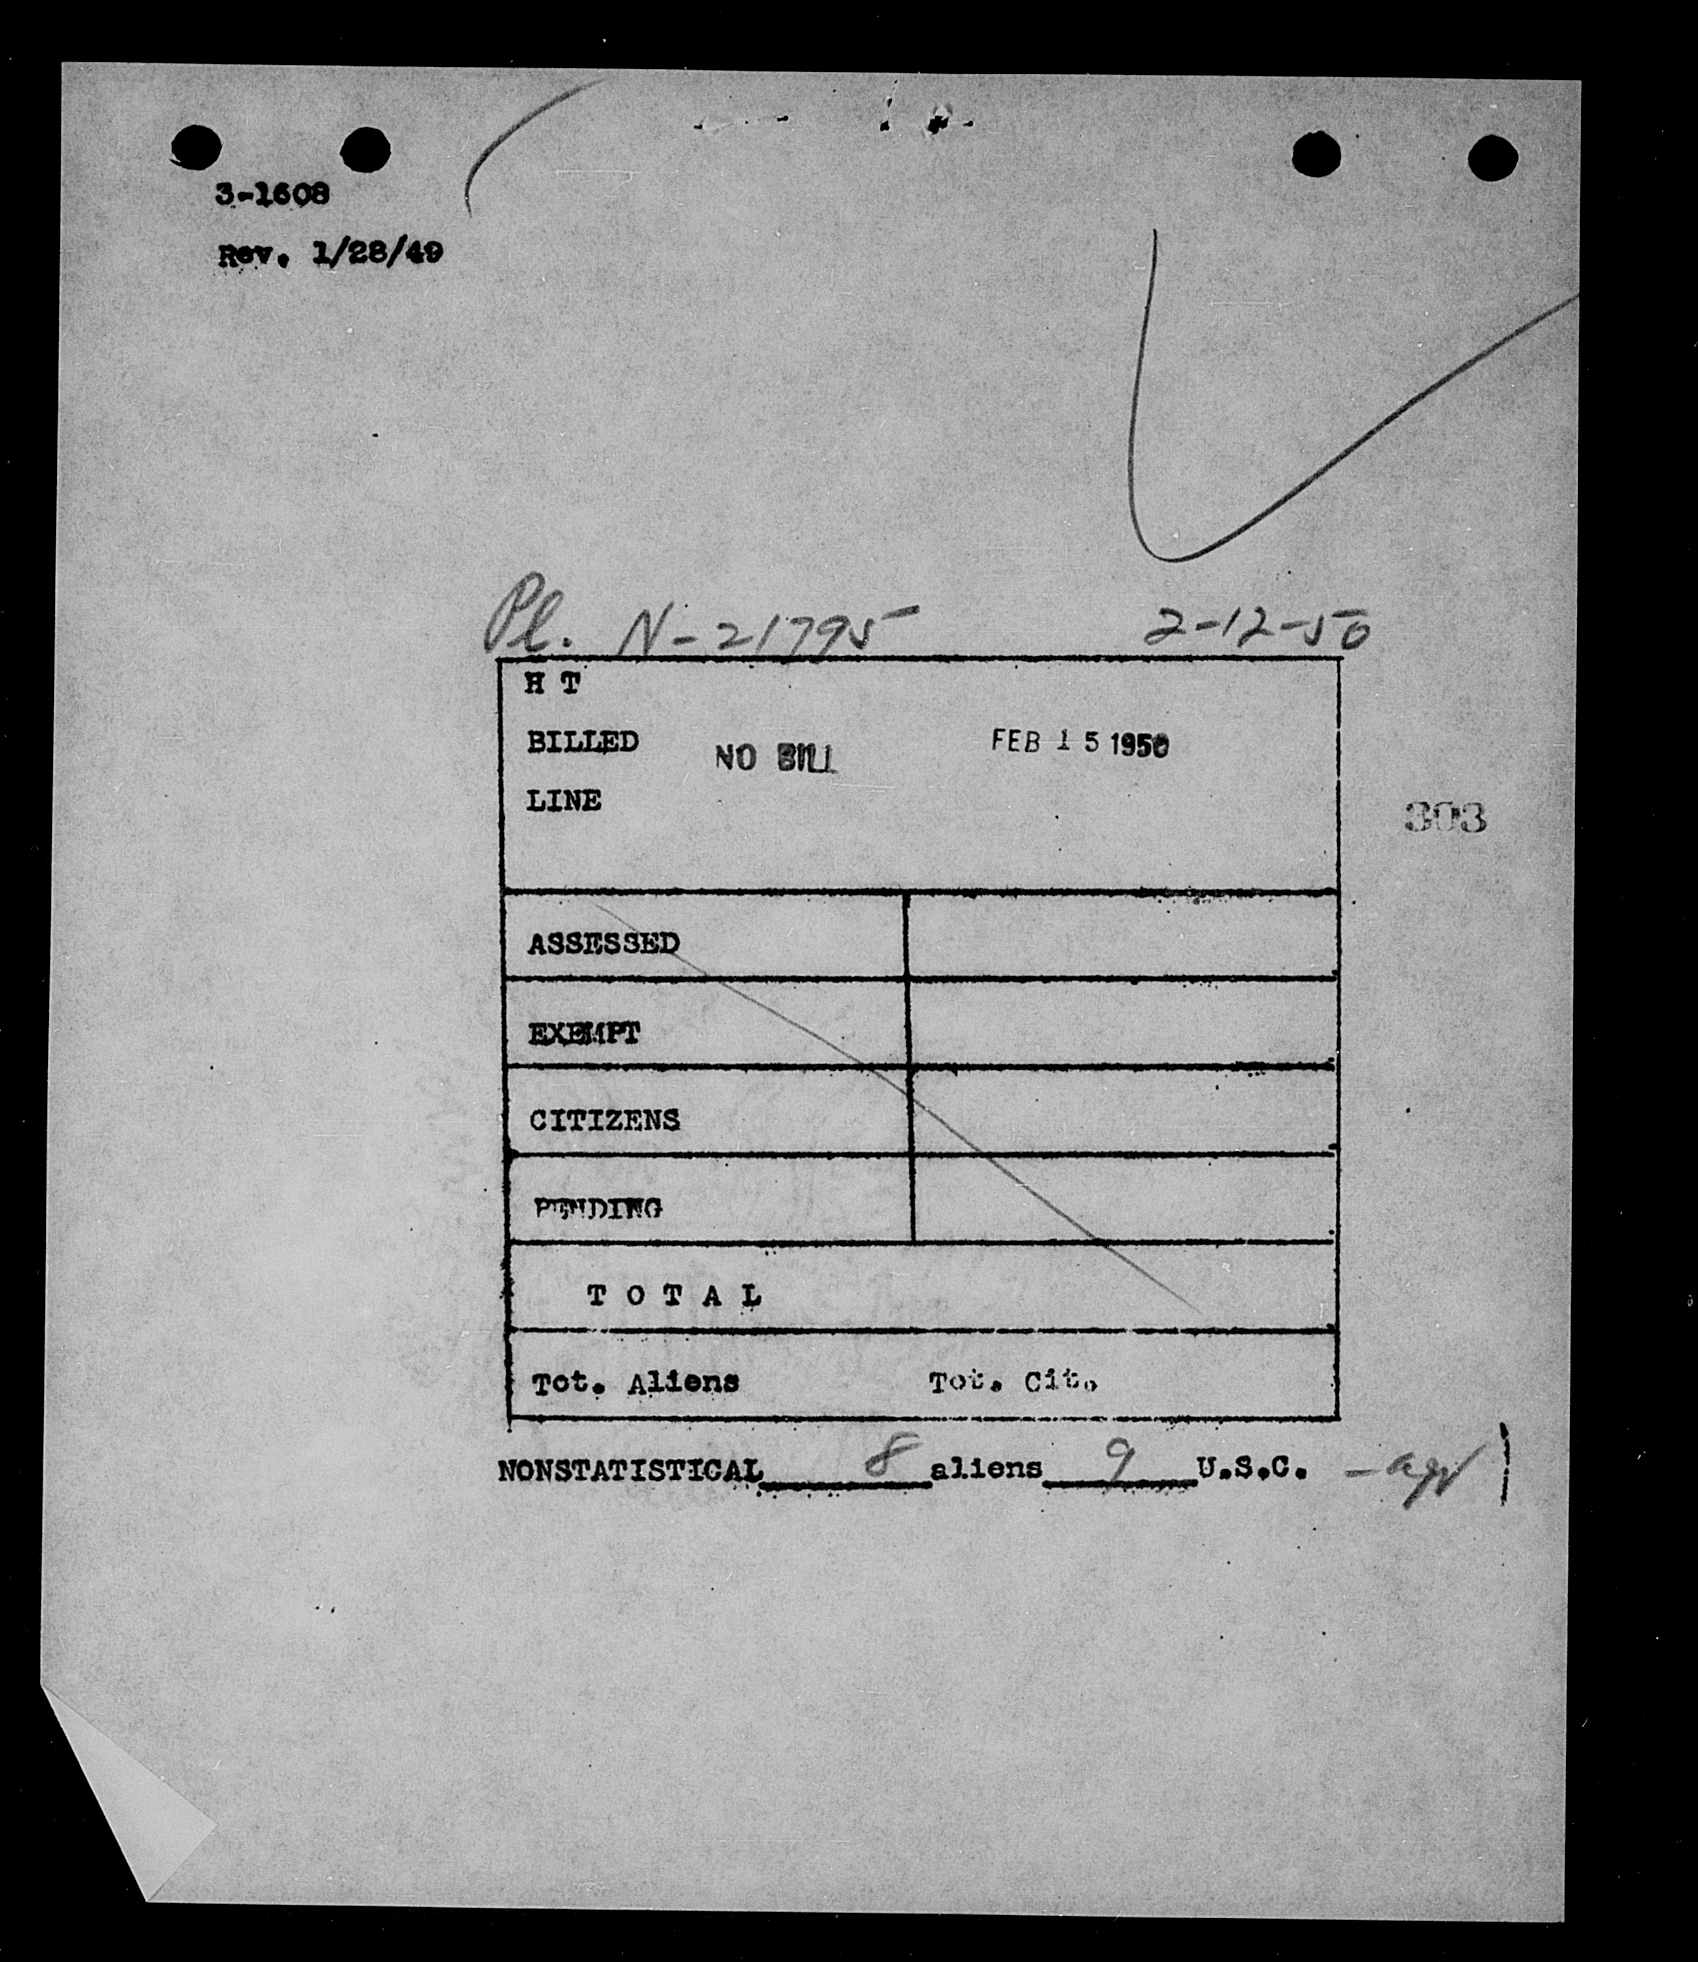 3-1608
Rev. 1/28/49
Pl. N-21795 2-12-50
H T
BILLED NO BILL FEB 15 1950
LINE
303
ASSESSED
EXEMPT
CITIZENS
PENDING
T O T A L
Tot. Aliens Tot. Cit.
NONSTATISTICAL 8 aliens 9 U.S.C.